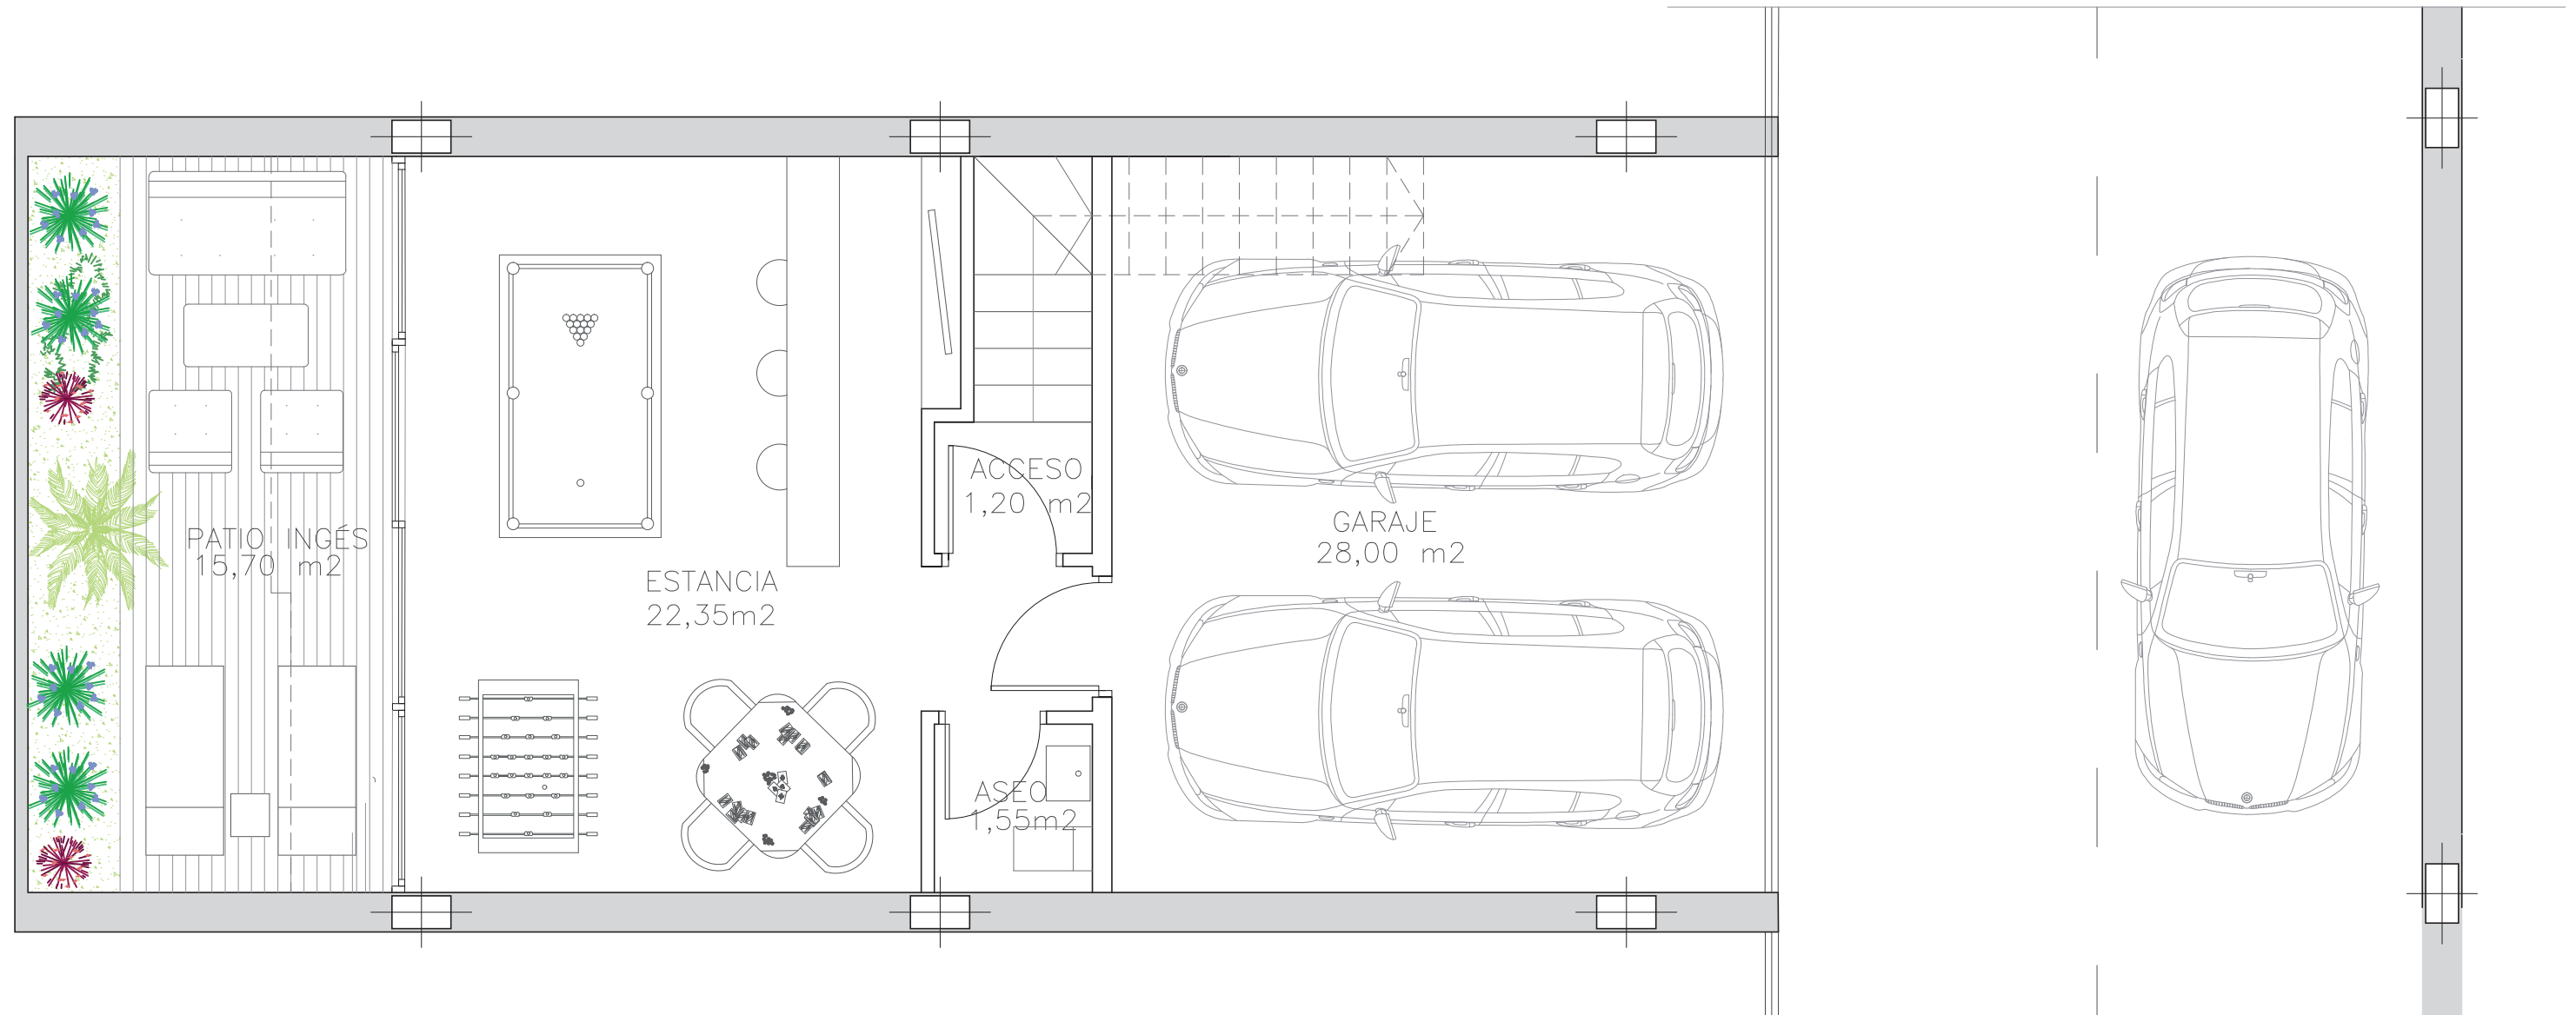 PATIO INGÉS
15,70 m2
ESTANCIA
22,35m2
ACCESO
1,20 m2
ASEO
1,55m2
GARAJE
28,00 m2